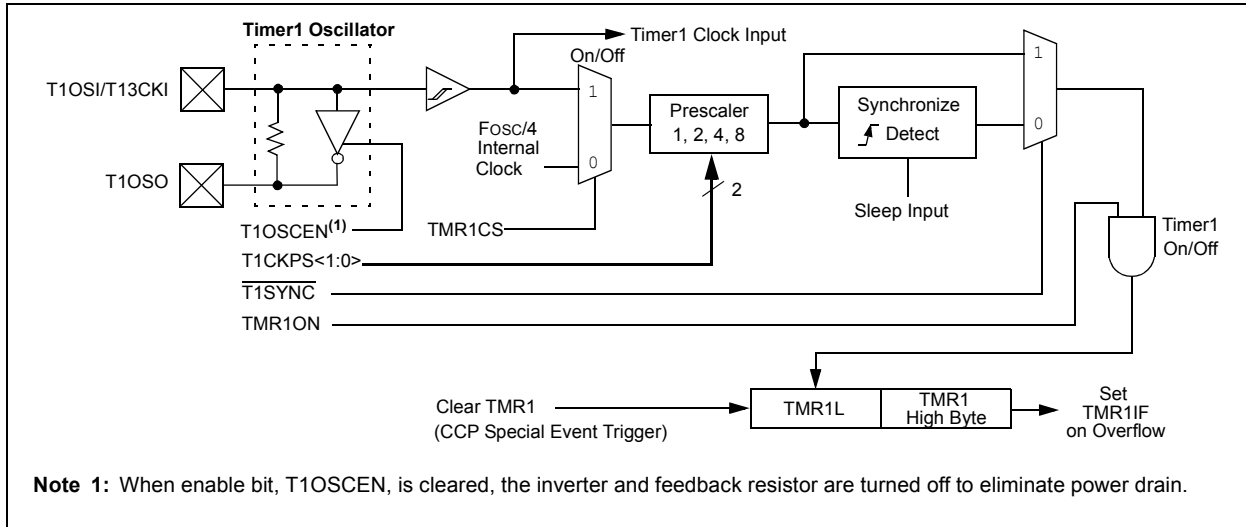 Timer1 Oscillator
Timer1 Clock Input
On/Off
T1OSI/T13CKI
1
1
Prescaler
1, 2, 4, 8
Synchronize
Detect
FOSC/4
Internal
Clock
0
0
T1OSO
2
Sleep Input
T1OSCEN(1)
TMR1CS
Timer1
On/Off
T1CKPS<1:0>
T1SYNC
TMR1ON
Clear TMR1
(CCP Special Event Trigger)
TMR1L
TMR1
High Byte
Set
TMR1IF
on Overflow
Note 1: When enable bit, T1OSCEN, is cleared, the inverter and feedback resistor are turned off to eliminate power drain.